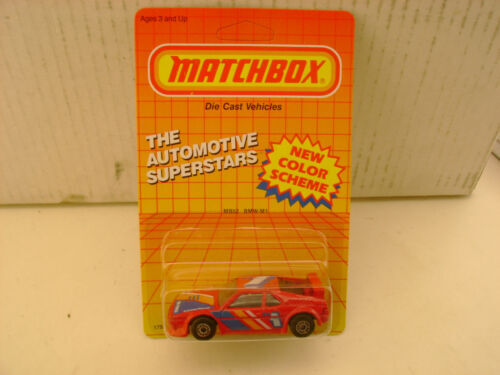 Ages 3 and Up
MATCHBOX
Die Cast Vehicles
THE
AUTOMOTIVE
SUPERSTARS
NEW
COLOR
SCHEME
MB52 BMW-M1